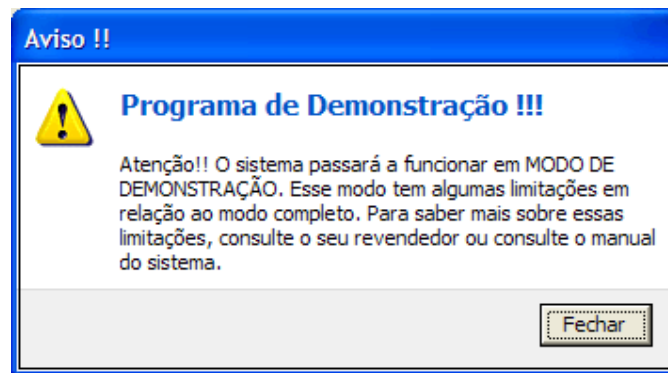 Aviso !!
Programa de Demonstração !!!
Atenção!! O sistema passará a funcionar em MODO DE
DEMONSTRAÇÃO. Esse modo tem algumas limitações em
relação ao modo completo. Para saber mais sobre essas
limitações, consulte o seu revendedor ou consulte o manual
do sistema.
Fechar